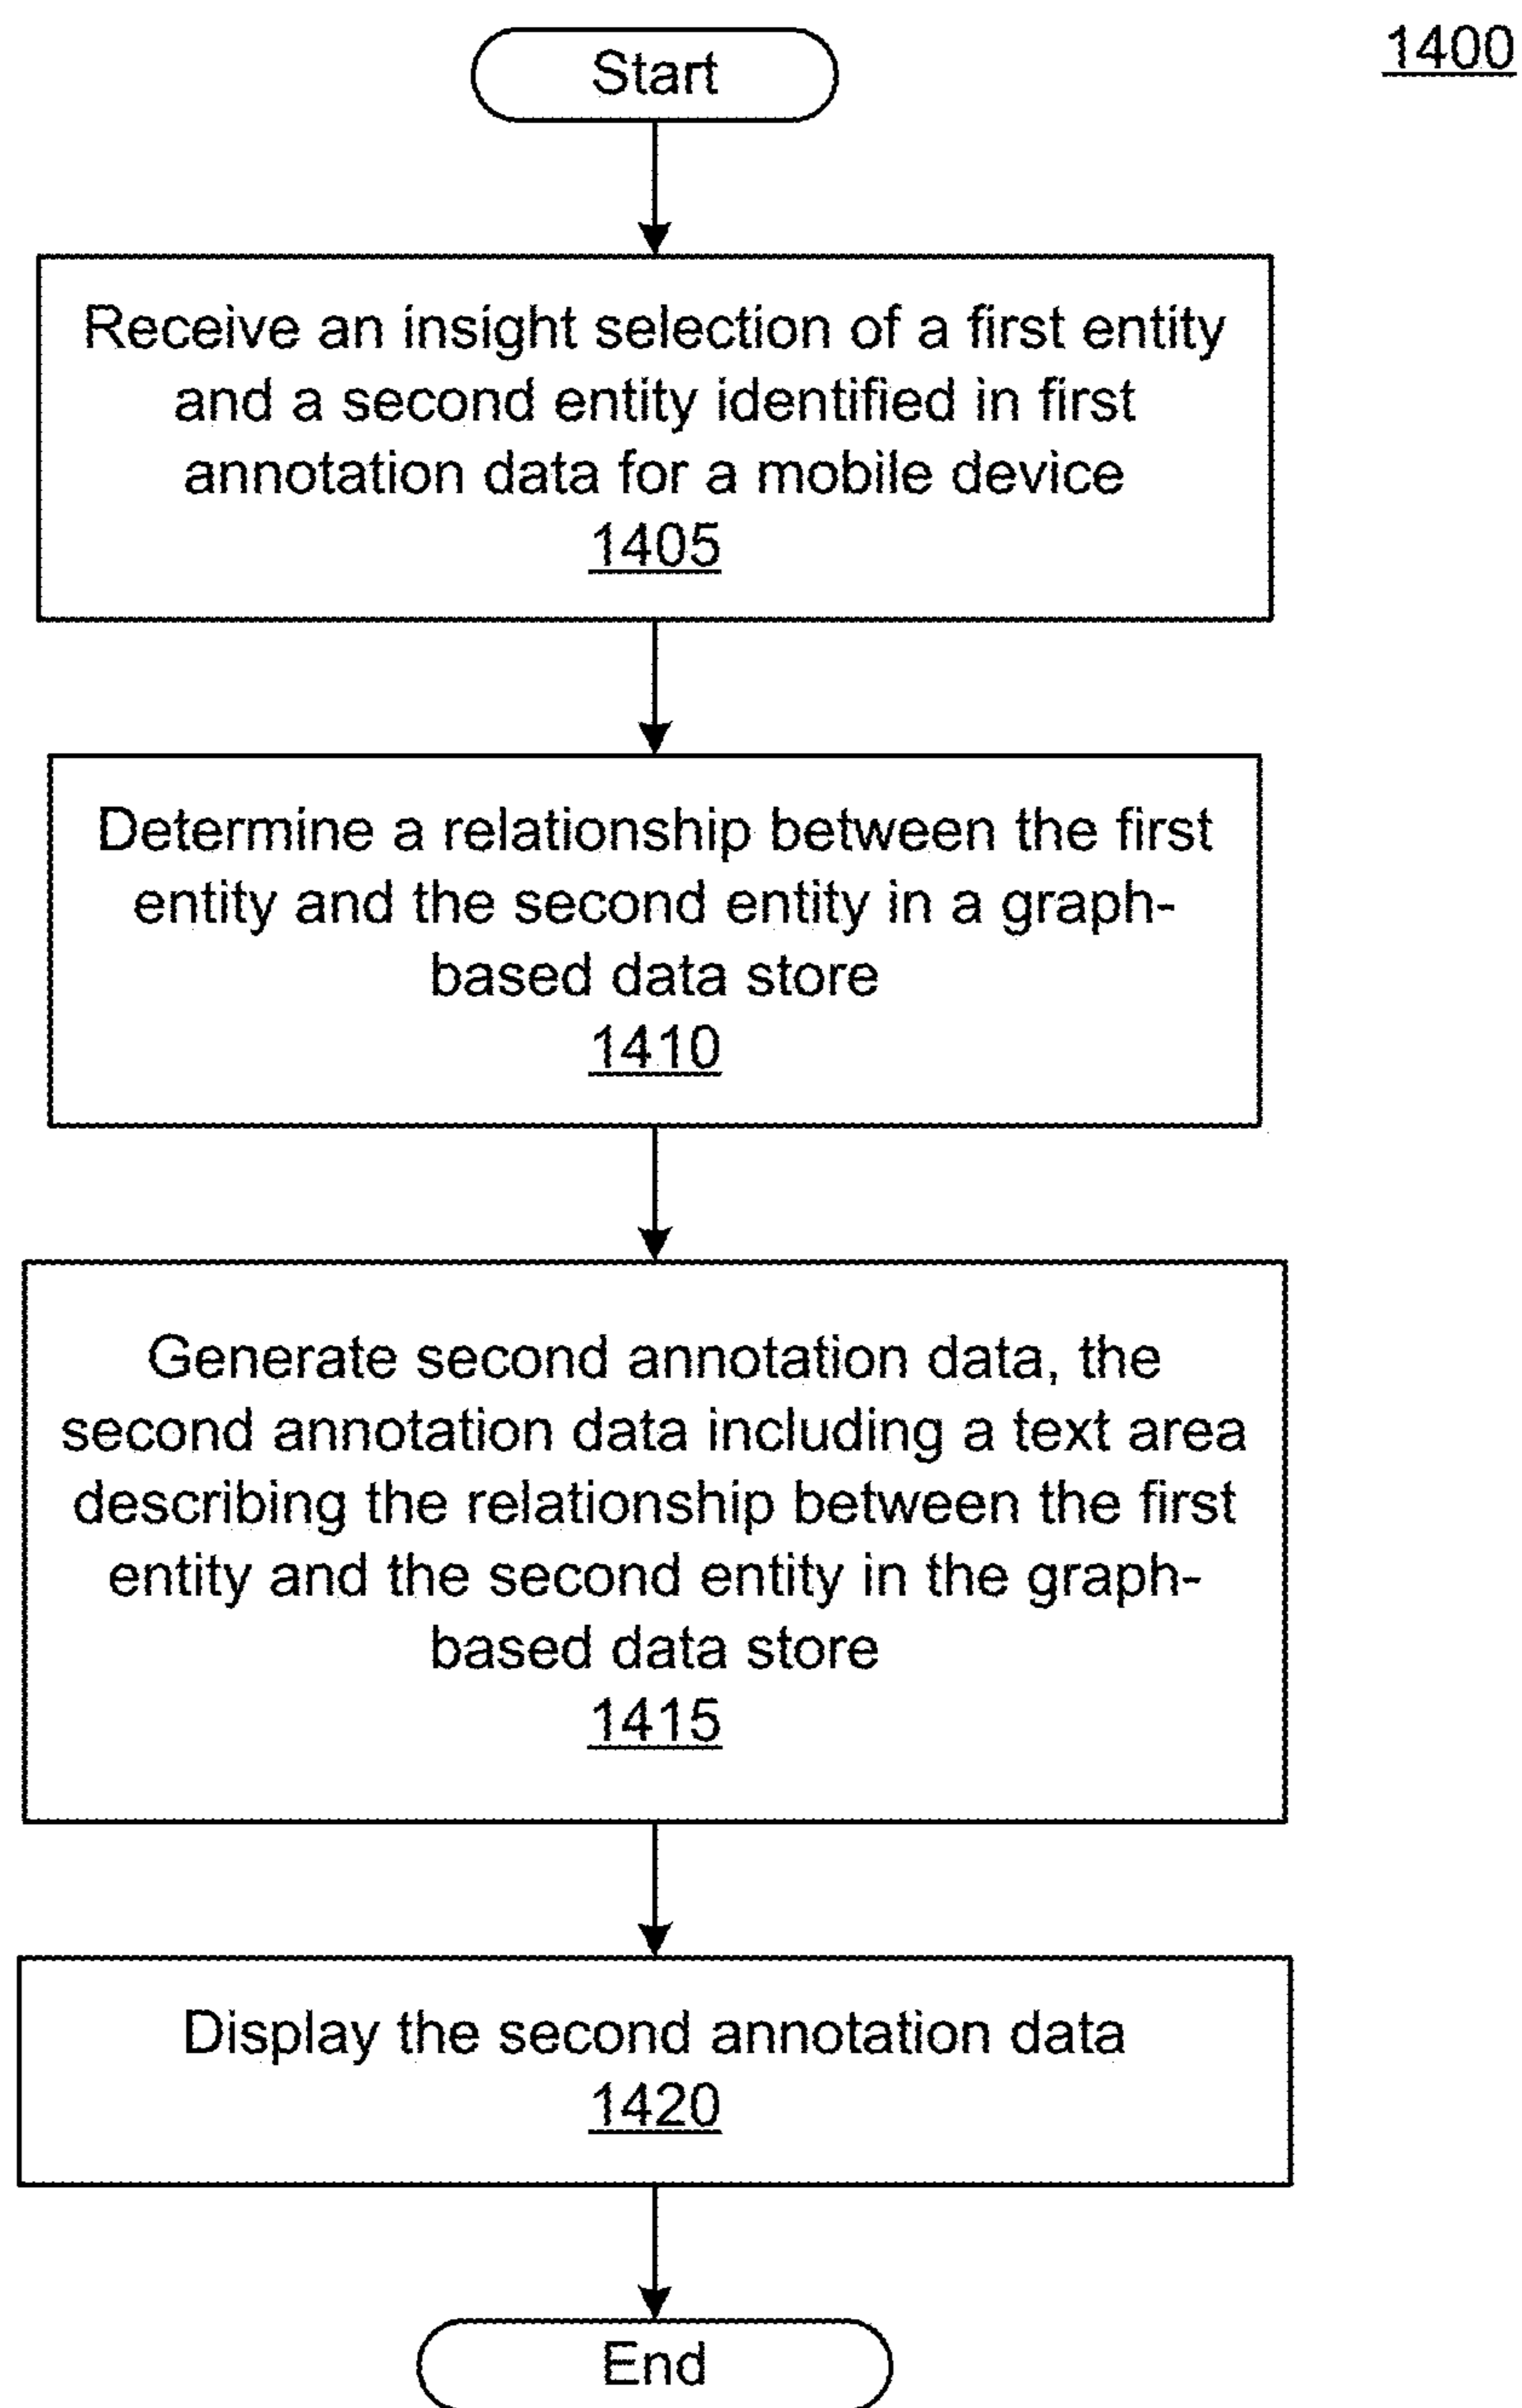 1400
Start
Receive an insight selection of a first entity
and a second entity identified in first
annotation data for a mobile device
1405
Determine a relationship between the first
entity and the second entity in a graph-
based data store
1410
Generate second annotation data, the
second annotation data including a text area
describing the relationship between the first
entity and the second entity in the graph-
based data store
1415
Display the second annotation data
1420
End